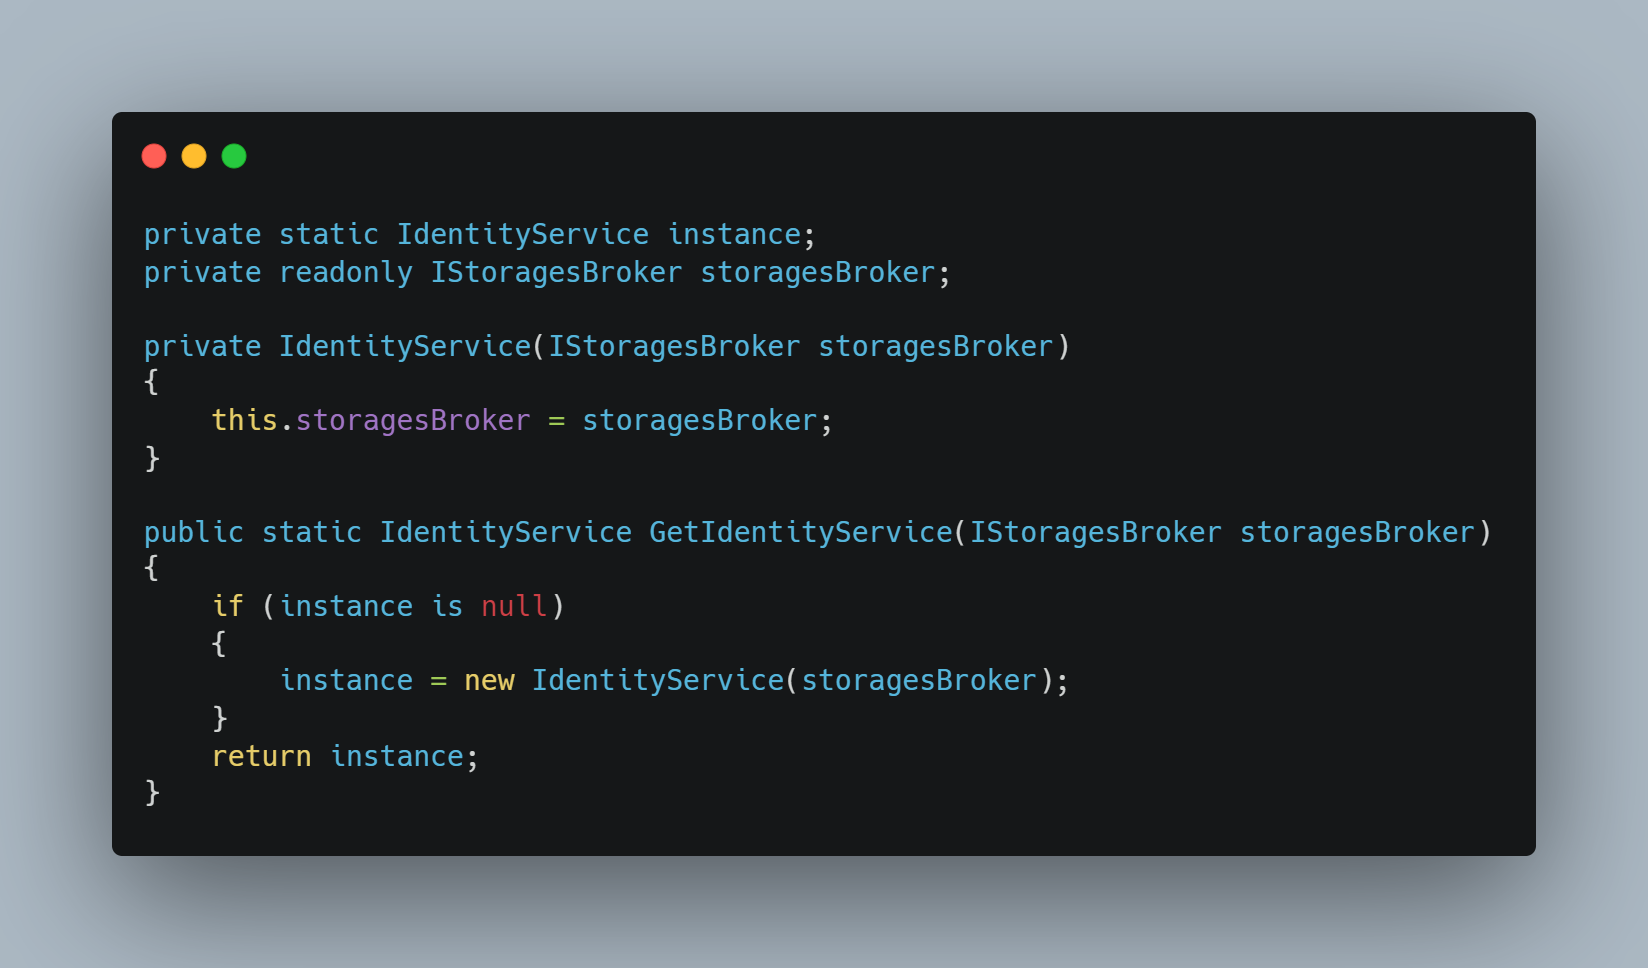 private static IdentityService instance;
private readonly IStoragesBroker storagesBroker;

private IdentityService(IStoragesBroker storagesBroker)
{
    this.storagesBroker = storagesBroker;
}

public static IdentityService GetIdentityService(IStoragesBroker storagesBroker)
{
    if (instance is null)
    {
        instance = new IdentityService(storagesBroker);
    }
    return instance;
}